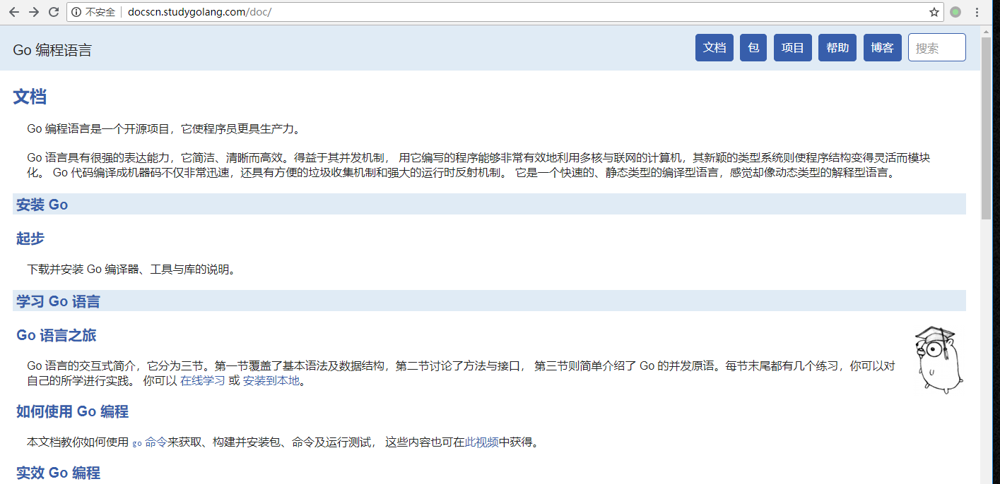 不安全 docscn.studygolang.com/doc/
Go 编程语言
文档 包 项目 帮助 博客 搜索
文档
Go 编程语言是一个开源项目，它使程序员更具生产力。
Go 语言具有很强的表达能力，它简洁、清晰而高效。得益于其并发机制， 用它编写的程序能够非常有效地利用多核与联网的计算机，其新颖的类型系统则使程序结构变得灵活而模块
化。 Go 代码编译成机器码不仅非常迅速，还具有方便的垃圾收集机制和强大的运行时反射机制。 它是一个快速的、静态类型的编译型语言，感觉却像动态类型的解释型语言。
安装 Go
起步
下载并安装 Go 编译器、工具与库的说明。
学习 Go 语言
Go 语言之旅
Go 语言的交互式简介，它分为三节。第一节覆盖了基本语法及数据结构，第二节讨论了方法与接口， 第三节则简单介绍了 Go 的并发原语。每节末尾都有几个练习，你可以对
自己的所学进行实践。 你可以 在线学习 或 安装到本地。
如何使用 Go 编程
本文档教你如何使用 go 命令来获取、构建并安装包、命令及运行测试， 这些内容也可在此视频中获得。
实效 Go 编程